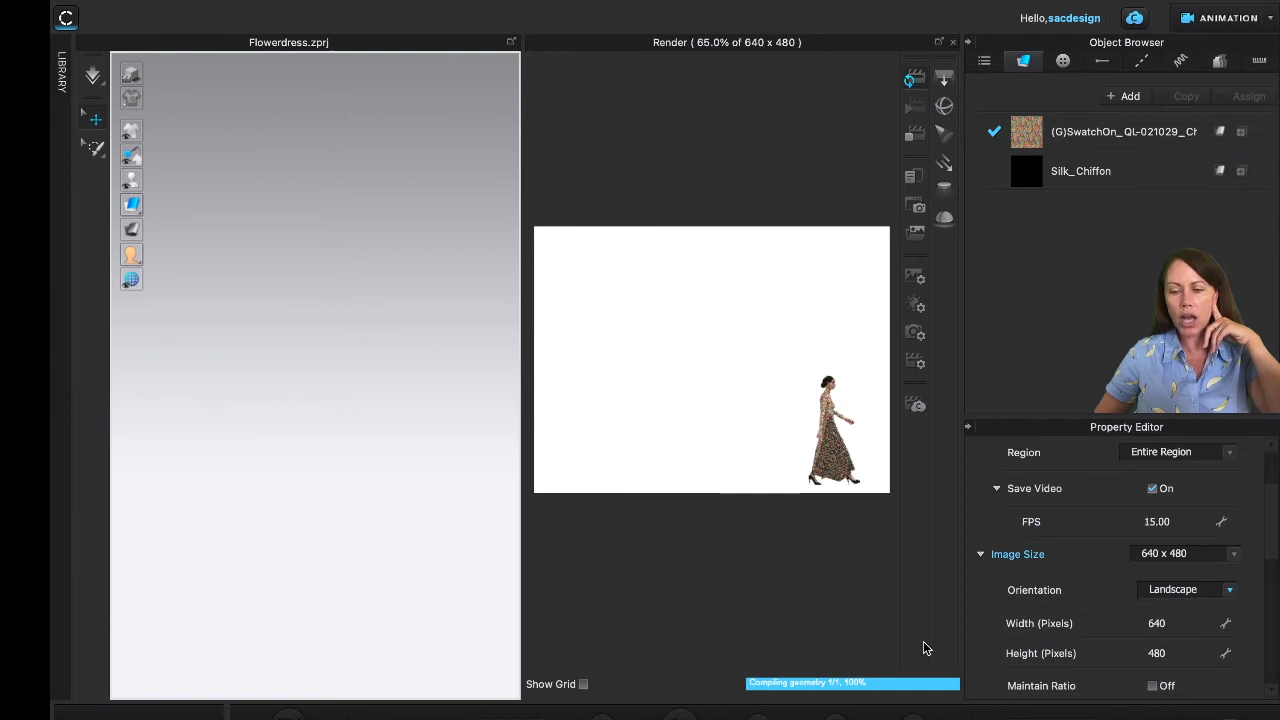 Hello,sacdesign
ANIMATION
Flowerdress.zprj
Render ( 65.0% of 640 x 480 )
Object Browser
LIBRARY
+ Add
Copy
Assign
(G)SwatchOn_QL-021029_Ch
Silk_Chiffon
Property Editor
Region
Entire Region
Save Video
On
FPS
15.00
Image Size
640 x 480
Orientation
Landscape
Width (Pixels)
640
Height (Pixels)
480
Maintain Ratio
Off
Show Grid
Compiling geometry 1/1, 100%